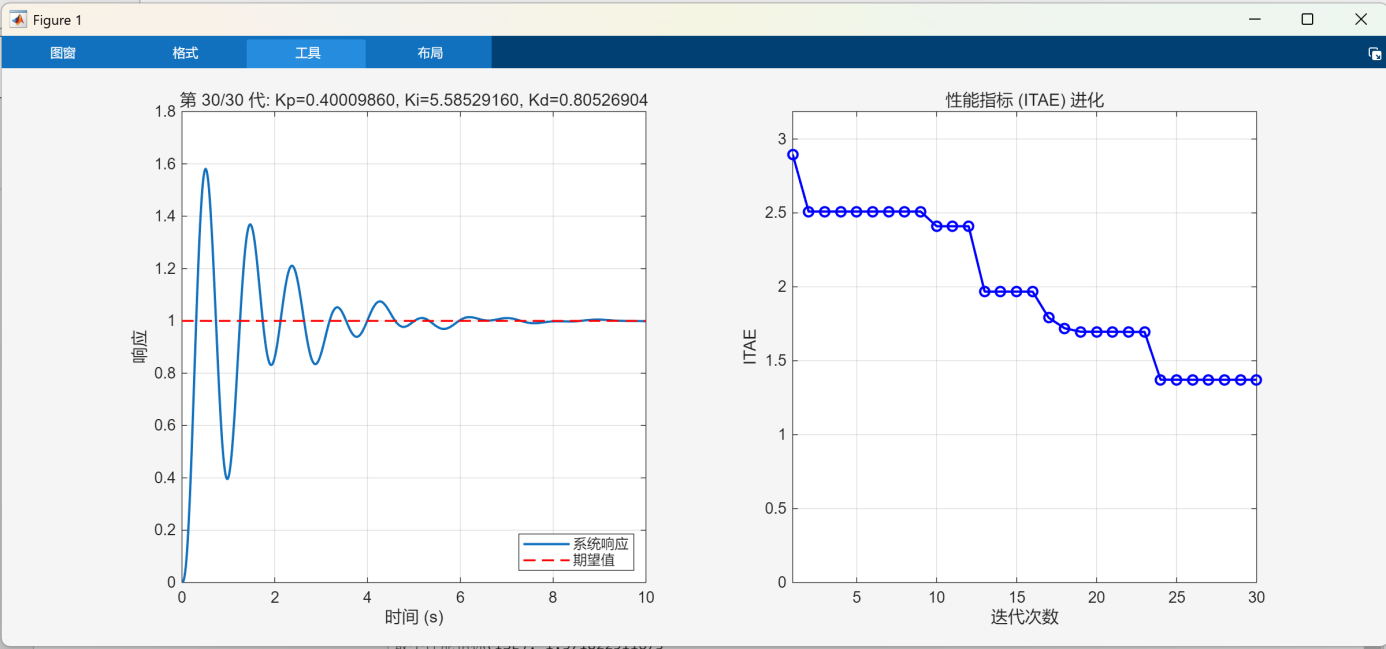 Figure 1
图窗 格式 工具 布局
第 30/30 代: Kp=0.40009860, Ki=5.58529160, Kd=0.80526904
1.8
1.6
1.4
1.2
1
0.8
0.6
0.4
0.2
0
响应
0 2 4 6 8 10
时间 (s)
系统响应
期望值
性能指标 (ITAE) 进化
3
2.5
2
1.5
1
0.5
0
ITAE
5 10 15 20 25 30
迭代次数